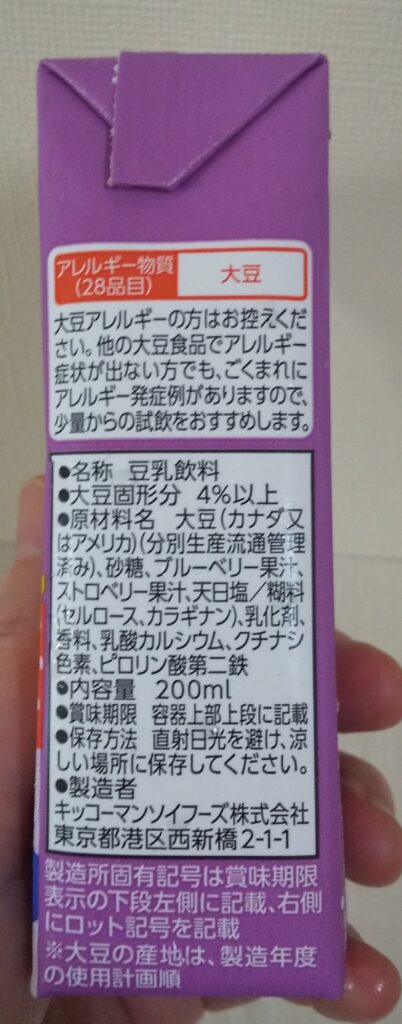 アレルギー物質
(28品目)
大豆
大豆アレルギーの方はお控えくだ
さい。他の大豆食品でアレルギー
症状が出ない方でも、ごくまれに
アレルギー発症例がありますので、
少量からの試飲をおすすめします。
●名称 豆乳飲料
●大豆固形分 4%以上
●原材料名 大豆(カナダ又
はアメリカ)(分別生産流通管理
済み)、砂糖、ブルーベリー果汁、
ストロベリー果汁、天日塩/糊料
(セルロース、カラギナン)、乳化剤、
香料、乳酸カルシウム、クチナシ
色素、ピロリン酸第二鉄
●内容量 200ml
●賞味期限 容器上部上段に記載
●保存方法 直射日光を避け、涼
しい場所に保存してください。
●製造者
キッコーマンソイフーズ株式会社
東京都港区西新橋2-1-1
製造所固有記号は賞味期限
表示の下段左側に記載、右側
にロット記号を記載
※大豆の産地は、製造年度
の使用計画順